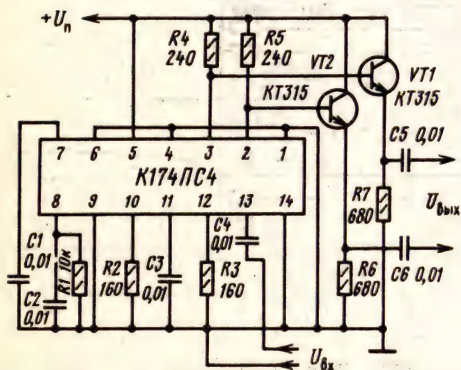 +Uп
R4
240
R5
240
VT2
VT1
КТ315
КТ315
7 6 5 4 3 2 1
К174ПС4
8 9 10 11 12 13 14
C5 0,01
Uвых
R7
680
C4
0,01
C1
0,01
R1 10к
C2
0,01
R2
160
C3
0,01
R3
160
R6
680
C6 0,01
Uвх